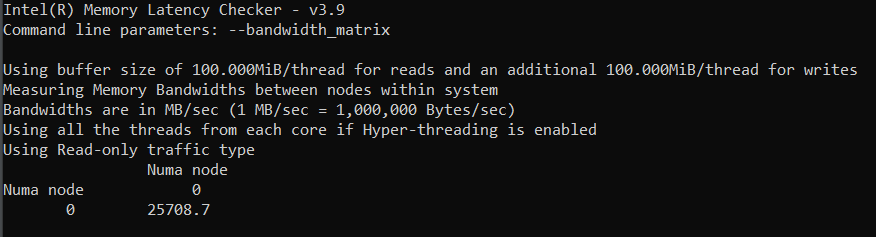 Intel(R) Memory Latency Checker - v3.9
Command line parameters: --bandwidth_matrix

Using buffer size of 100.000MiB/thread for reads and an additional 100.000MiB/thread for writes
Measuring Memory Bandwidths between nodes within system
Bandwidths are in MB/sec (1 MB/sec = 1,000,000 Bytes/sec)
Using all the threads from each core if Hyper-threading is enabled
Using Read-only traffic type
                Numa node
Numa node            0
       0        25708.7